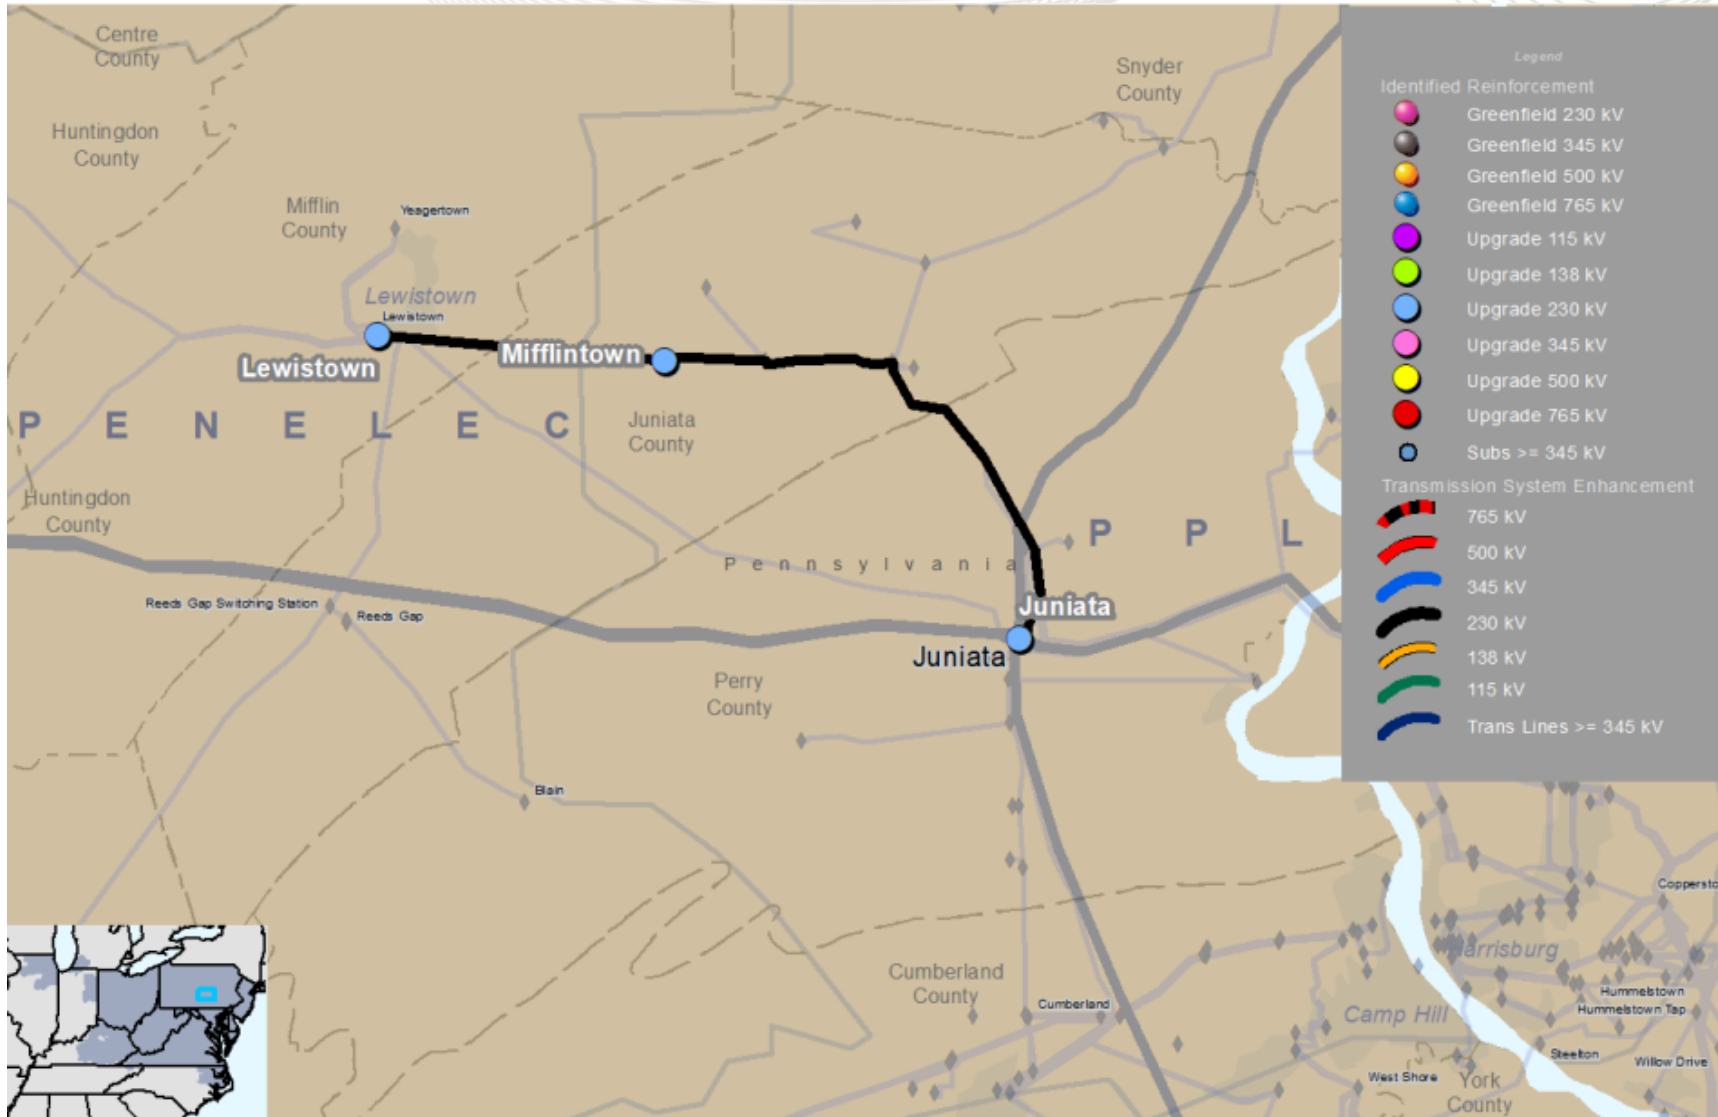 Centre
County
Snyder
County
Huntingdon
County
Mifflin
County
Yeagertown
Lewistown
Lewistown
Lewistown
Mifflintown
PENELEC
Juniata
County
Huntingdon
County
PPL
Pennsylvania
Reeds Gap Switching Station
Reeds Gap
Juniata
Juniata
Perry
County
Blain
Cumberland
County
Cumberland
Harrisburg
Camp Hill
Hummelstown
Hummelstown Tap
Steelton
Willow Drive
West Shore
York
County
Legend
Identified Reinforcement
Greenfield 230 kV
Greenfield 345 kV
Greenfield 500 kV
Greenfield 765 kV
Upgrade 115 kV
Upgrade 138 kV
Upgrade 230 kV
Upgrade 345 kV
Upgrade 500 kV
Upgrade 765 kV
Subs >= 345 kV
Transmission System Enhancement
765 kV
500 kV
345 kV
230 kV
138 kV
115 kV
Trans Lines >= 345 kV